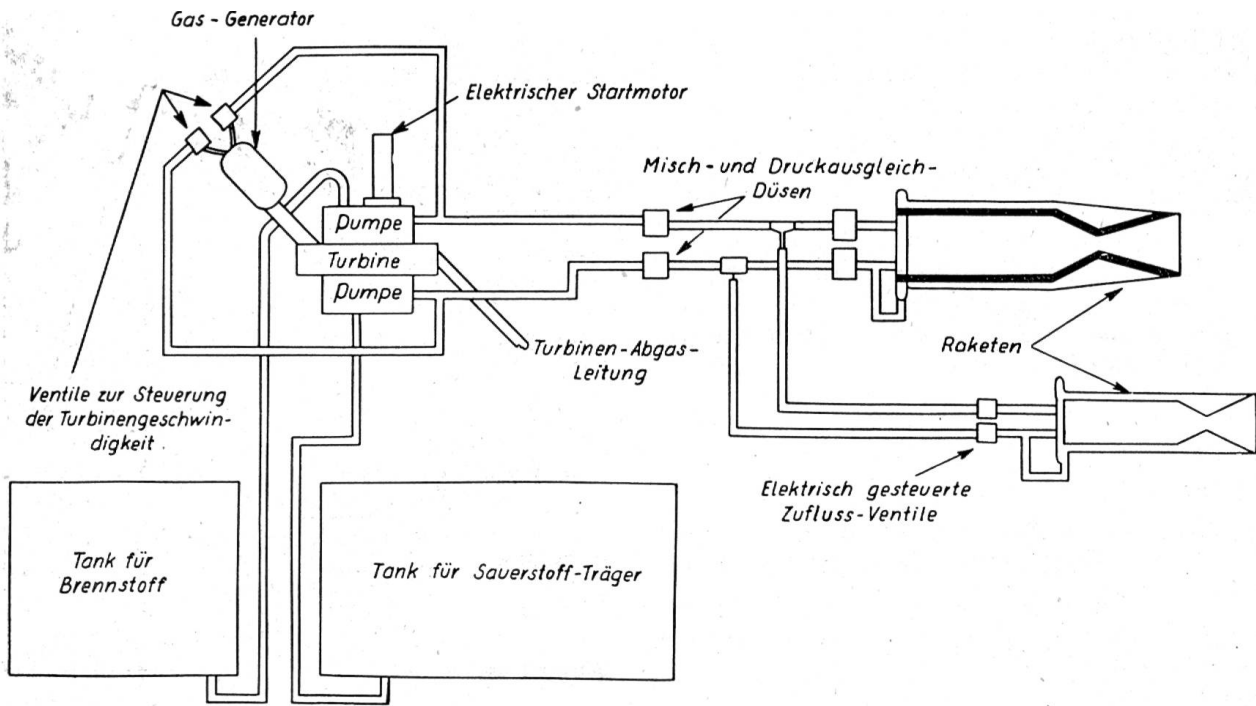 Gas - Generator
Elektrischer Startmotor
Misch- und Druckausgleich-
Düsen
Pumpe
Turbine
Pumpe
Turbinen-Abgas-
Leitung
Raketen
Ventile zur Steuerung
der Turbinengeschwin-
digkeit.
Elektrisch gesteuerte
Zufluss-Ventile
Tank für
Brennstoff
Tank für Sauerstoff-Träger